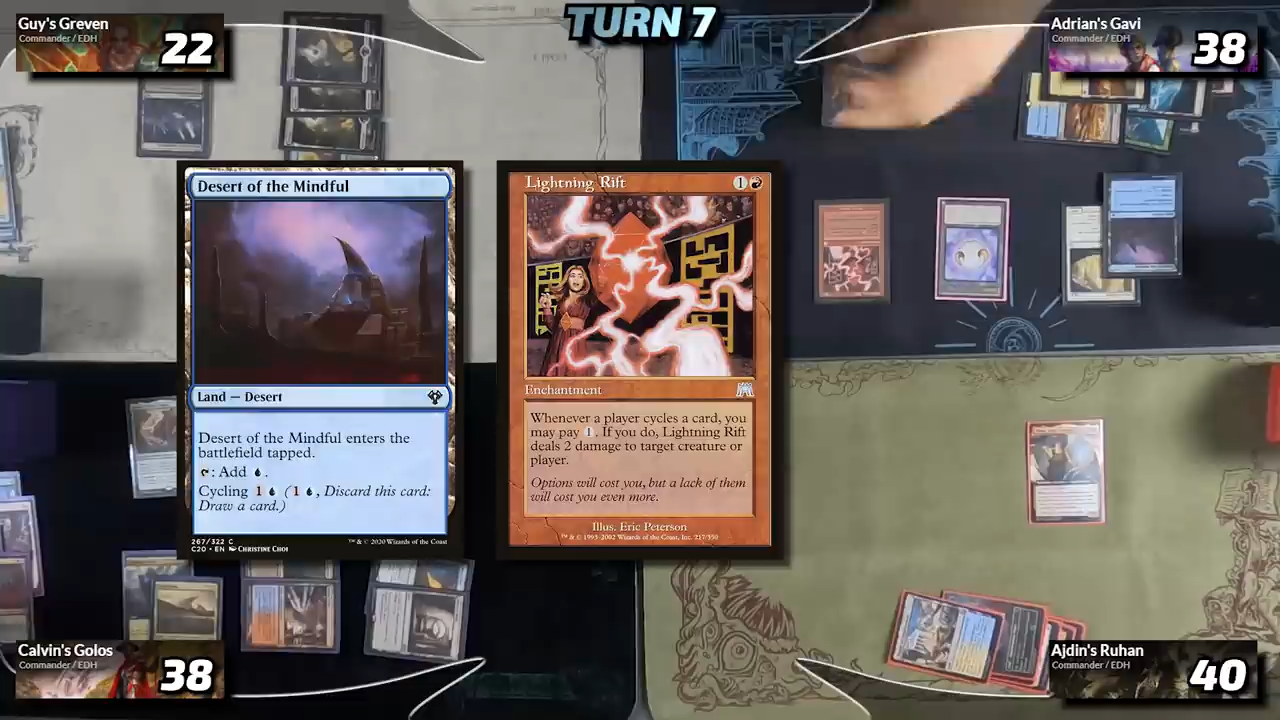 TURN 7
Guy's Greven
Commander / EDH
22
Adrian's Gavi
Commander / EDH
38
Desert of the Mindful
Land — Desert
Desert of the Mindful enters the
battlefield tapped.
: Add .
Cycling 1 (1 , Discard this card:
Draw a card.)
267/322 C
C20 • EN CHRISTINE CHOI
™ & © 2020 Wizards of the Coast
Lightning Rift
1
Enchantment
Whenever a player cycles a card, you
may pay 1. If you do, Lightning Rift
deals 2 damage to target creature or
player.
Options will cost you, but a lack of them
will cost you even more.
Illus. Eric Peterson
™ & © 1993-2002 Wizards of the Coast, Inc. 217/350
Calvin's Golos
Commander / EDH
38
Ajdin's Ruhan
Commander / EDH
40